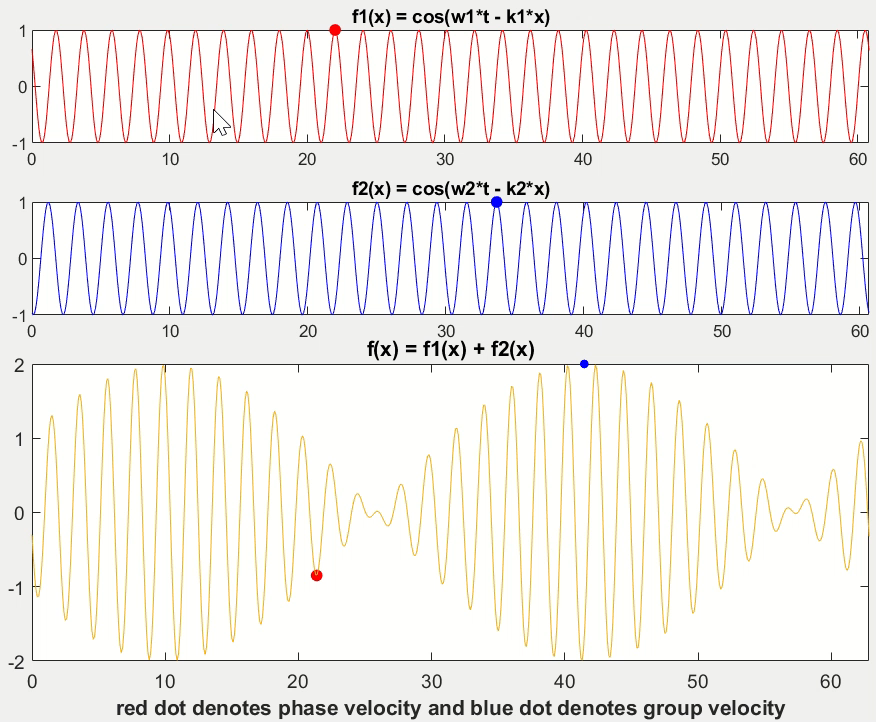 f1(x) = cos(w1*t - k1*x)
1
0
-1
0 10 20 30 40 50 60
f2(x) = cos(w2*t - k2*x)
1
0
-1
0 10 20 30 40 50 60
f(x) = f1(x) + f2(x)
2
1
0
-1
-2
0 10 20 30 40 50 60
red dot denotes phase velocity and blue dot denotes group velocity